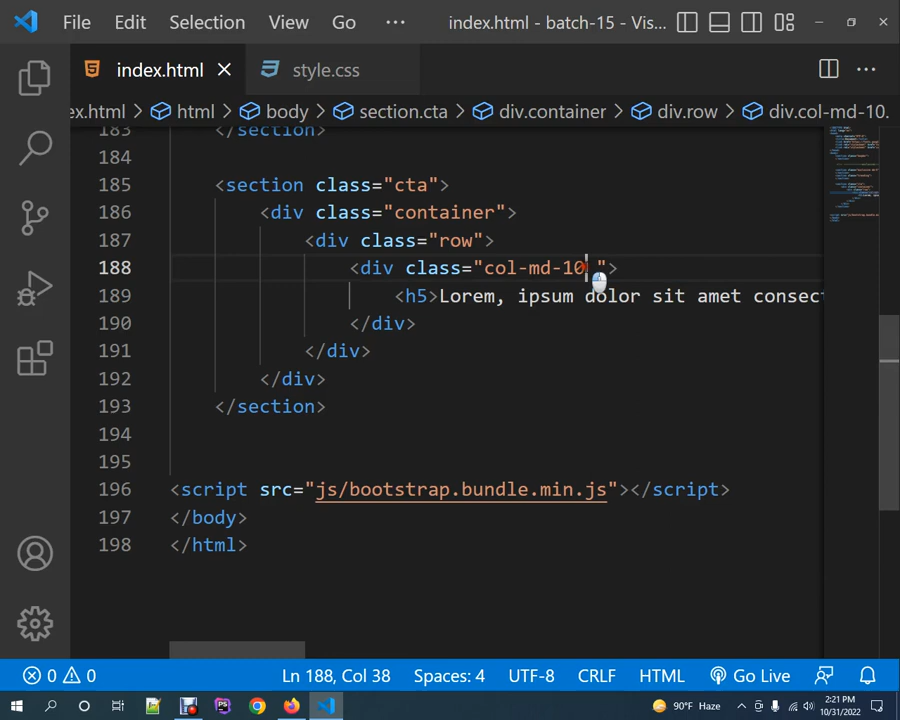 File Edit Selection View Go ··· index.html - batch-15 - Vis...
index.html style.css
ex.html > html > body > section.cta > div.container > div.row > div.col-md-10.
183 </section>
184
185 <section class="cta">
186 <div class="container">
187 <div class="row">
188 <div class="col-md-10 ">
189 <h5>Lorem, ipsum dolor sit amet consect
190 </div>
191 </div>
192 </div>
193 </section>
194
195
196 <script src="js/bootstrap.bundle.min.js"></script>
197 </body>
198 </html>
0 0 Ln 188, Col 38 Spaces: 4 UTF-8 CRLF HTML Go Live
PS 90°F Haze 2:21 PM
10/31/2022